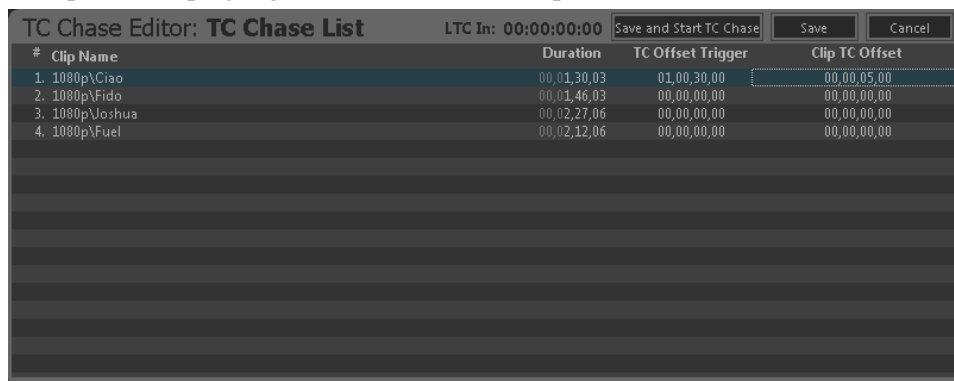 TC Chase Editor: TC Chase List LTC In: 00:00:00:00 Save and Start TC Chase Save Cancel
# Clip Name Duration TC Offset Trigger Clip TC Offset
1. 1080p\Ciao 00,01,30,03 01,00,30,00 00,00,05,00
2. 1080p\Fido 00,01,46,03 00,00,00,00 00,00,00,00
3. 1080p\Joshua 00,02,27,06 00,00,00,00 00,00,00,00
4. 1080p\Fuel 00,02,12,06 00,00,00,00 00,00,00,00